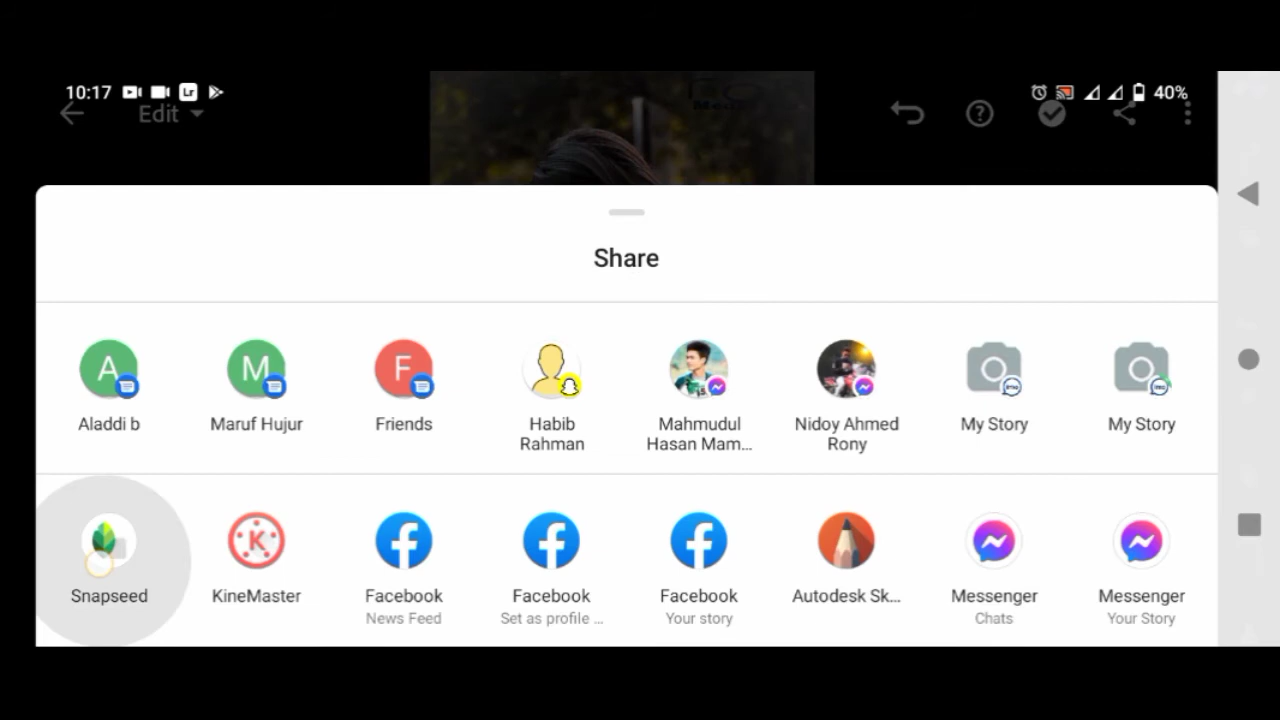 10:17
Lr
40%
Edit
Share
A
M
F
Aladdi b
Maruf Hujur
Friends
Habib
Rahman
Mahmudul
Hasan Mam...
Nidoy Ahmed
Rony
My Story
My Story
K
Snapseed
KineMaster
Facebook
News Feed
Facebook
Set as profile ...
Facebook
Your story
Autodesk Sk...
Messenger
Chats
Messenger
Your Story